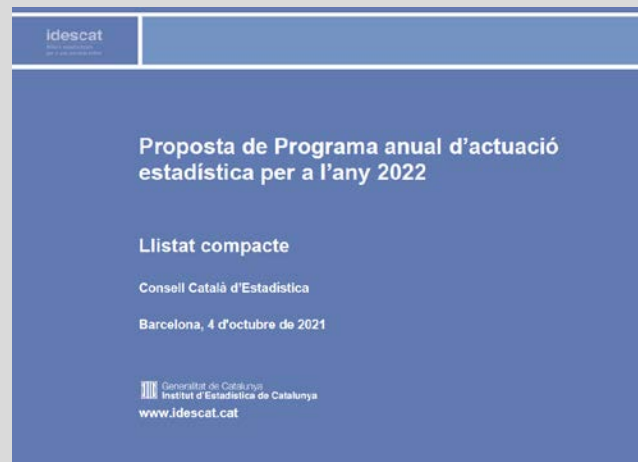 idescat
Proposta de Programa anual d'actuació
estadística per a l'any 2022
Llistat compacte
Consell Català d'Estadística
Barcelona, 4 d'octubre de 2021
Generalitat de Catalunya
Institut d'Estadística de Catalunya
www.idescat.cat